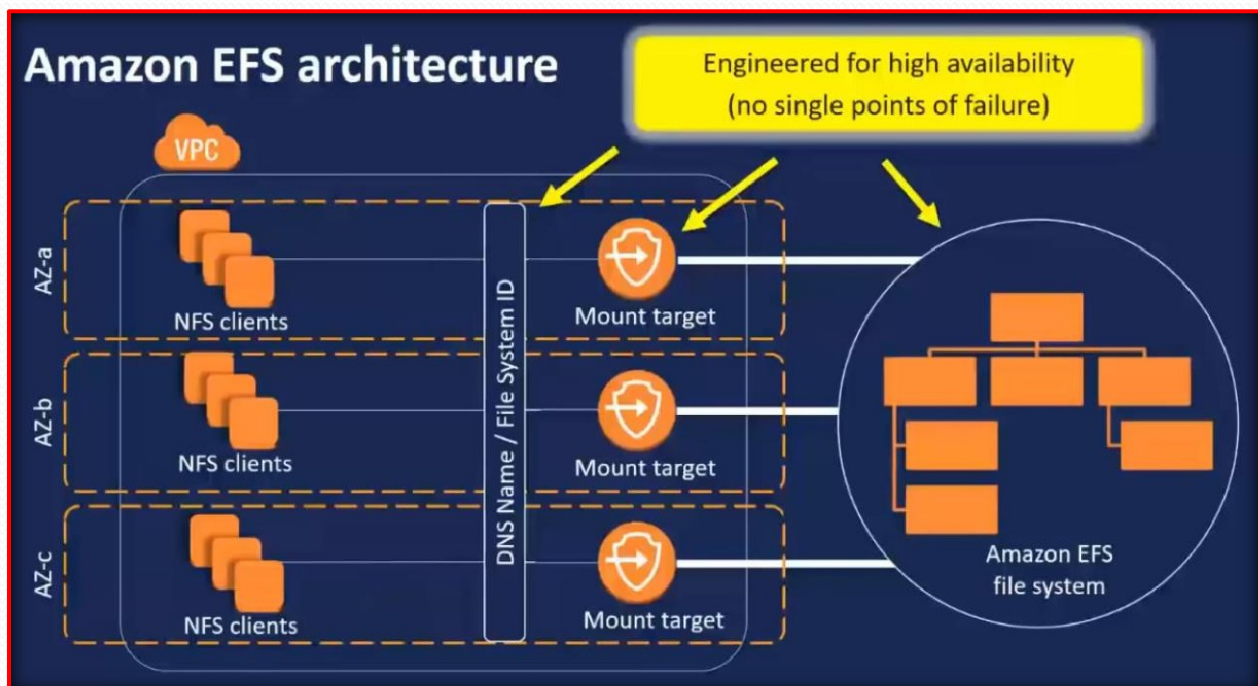 Amazon EFS architecture
Engineered for high availability
(no single points of failure)
VPC
AZ-a
NFS clients
Mount target
DNS Name / File System ID
AZ-b
NFS clients
Mount target
AZ-c
NFS clients
Mount target
Amazon EFS
file system